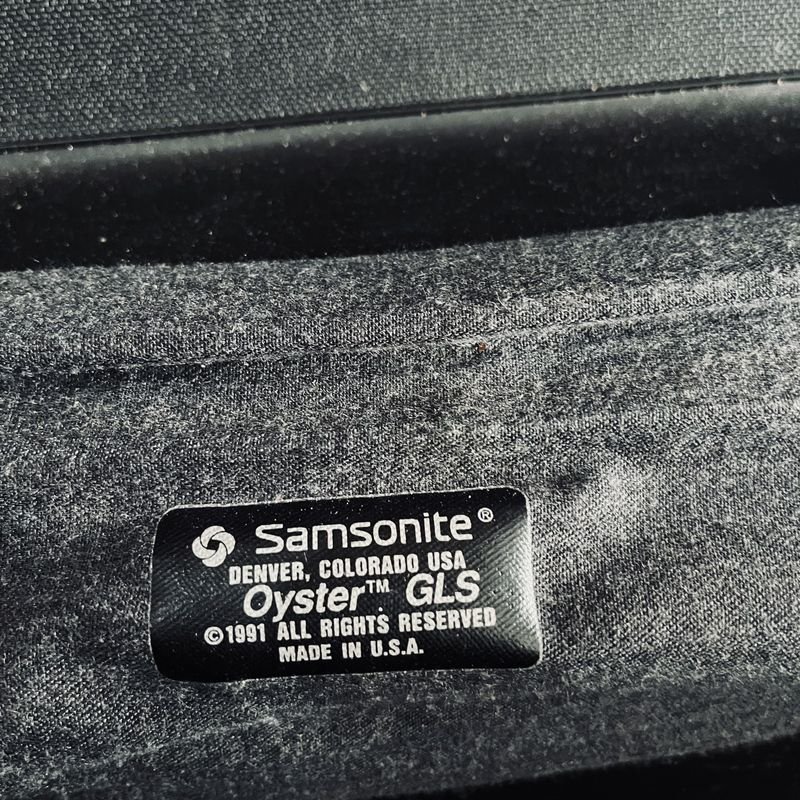 Samsonite®
DENVER, COLORADO USA
Oyster™ GLS
©1991 ALL RIGHTS RESERVED
MADE IN U.S.A.